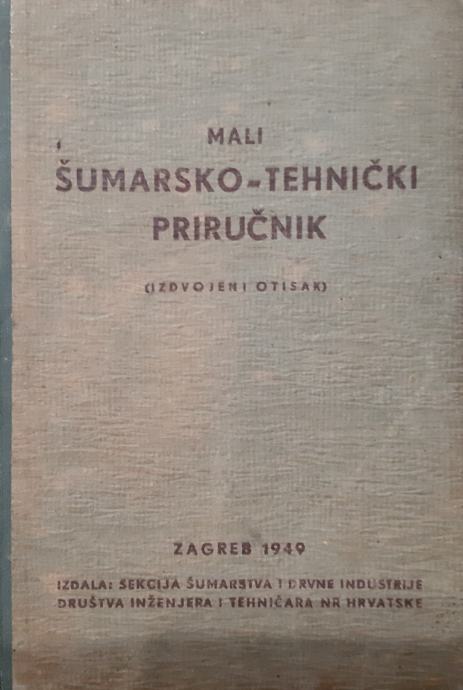 MALI
ŠUMARSKO-TEHNIČKI
PRIRUČNIK
(IZDVOJENI OTISAK)
ZAGREB 1949
IZDALA: SEKCIJA ŠUMARSTVA I DRVNE INDUSTRIJE
DRUŠTVA INŽENJERA I TEHNIČARA NR HRVATSKE